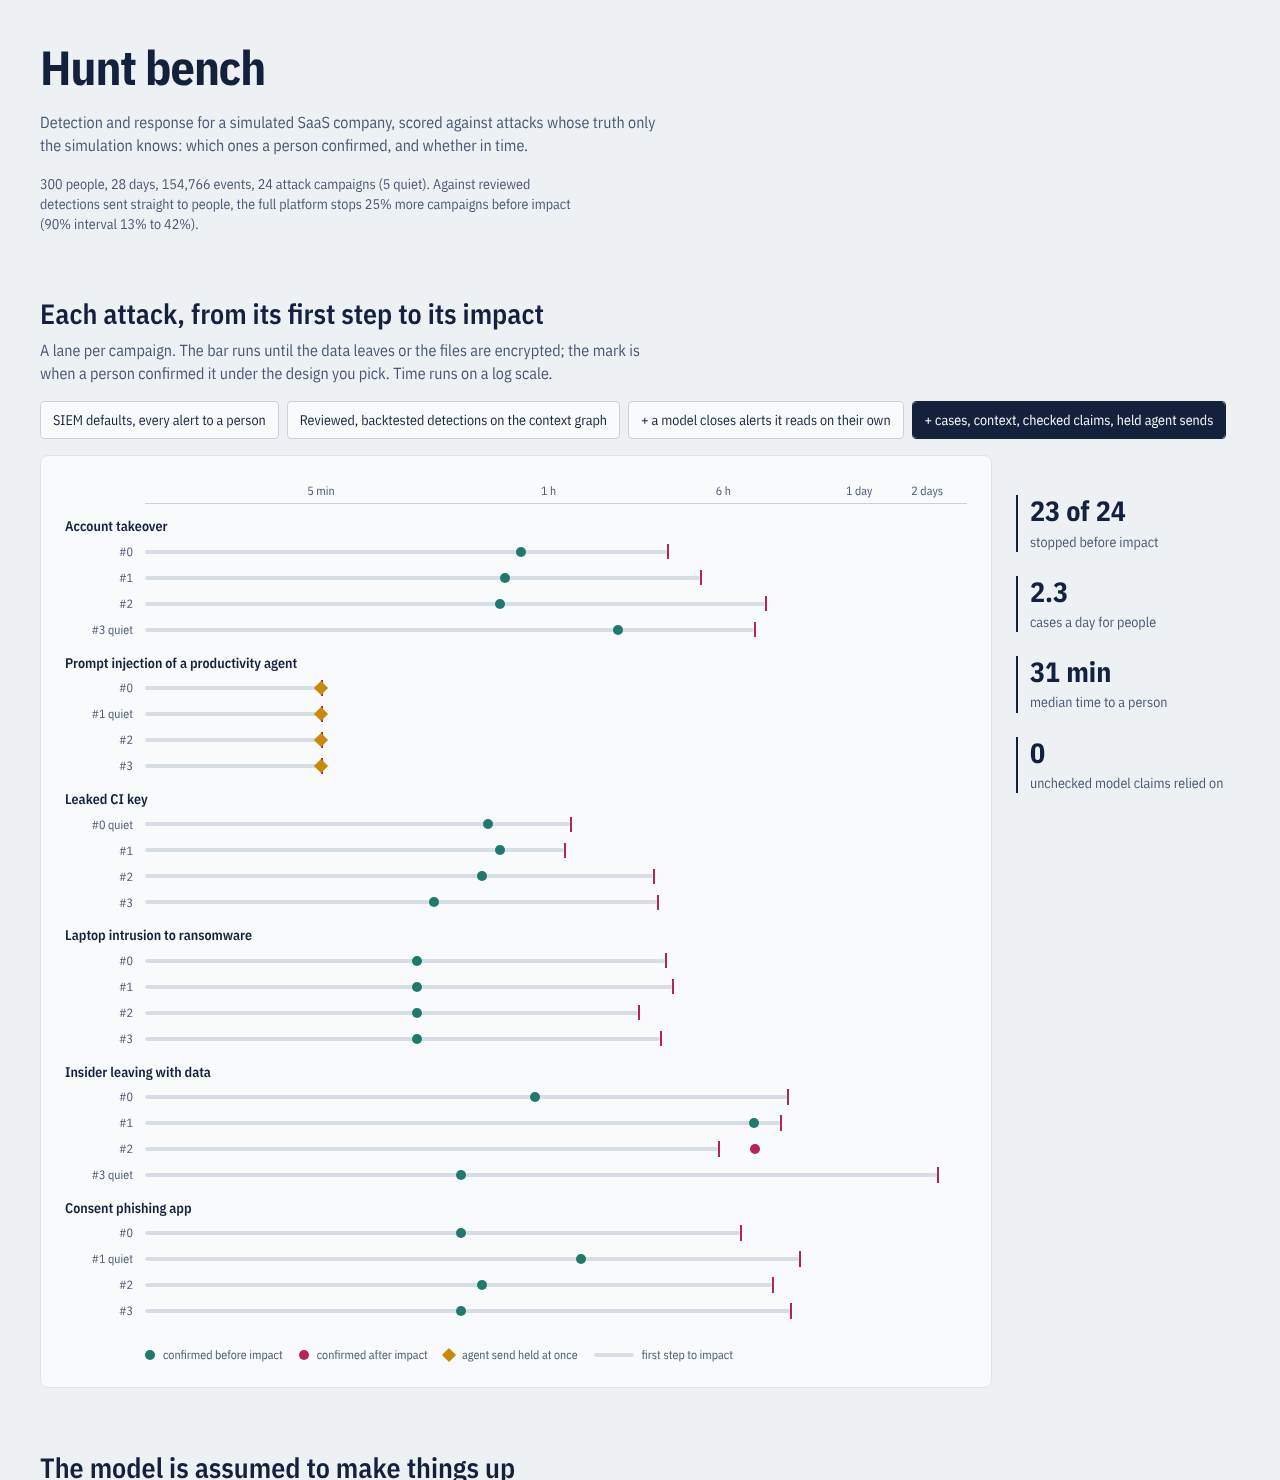 Hunt bench
Detection and response for a simulated SaaS company, scored against attacks whose truth only
the simulation knows: which ones a person confirmed, and whether in time.
300 people, 28 days, 154,766 events, 24 attack campaigns (5 quiet). Against reviewed
detections sent straight to people, the full platform stops 25% more campaigns before impact
(90% interval 13% to 42%).
Each attack, from its first step to its impact
A lane per campaign. The bar runs until the data leaves or the files are encrypted; the mark is
when a person confirmed it under the design you pick. Time runs on a log scale.
SIEM defaults, every alert to a person
Reviewed, backtested detections on the context graph
+ a model closes alerts it reads on their own
+ cases, context, checked claims, held agent sends
5 min 1 h 6 h 1 day 2 days
Account takeover
#0
#1
#2
#3 quiet
Prompt injection of a productivity agent
#0
#1 quiet
#2
#3
Leaked CI key
#0 quiet
#1
#2
#3
Laptop intrusion to ransomware
#0
#1
#2
#3
Insider leaving with data
#0
#1
#2
#3 quiet
Consent phishing app
#0
#1 quiet
#2
#3
confirmed before impact confirmed after impact agent send held at once first step to impact
23 of 24
stopped before impact
2.3
cases a day for people
31 min
median time to a person
0
unchecked model claims relied on
The model is assumed to make things up